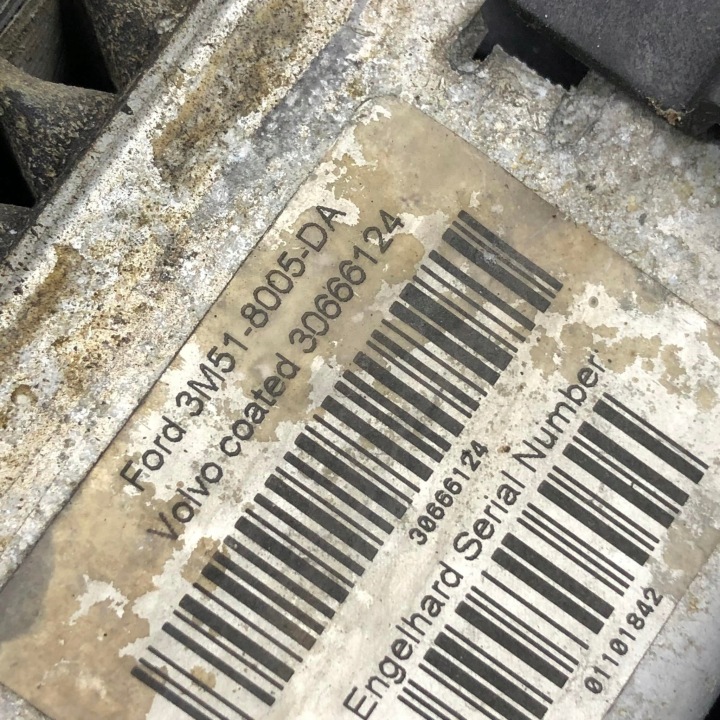 Ford 3M51-8005-DA
Volvo coated 30666124
30666124
Engelhard Serial Number
01101842